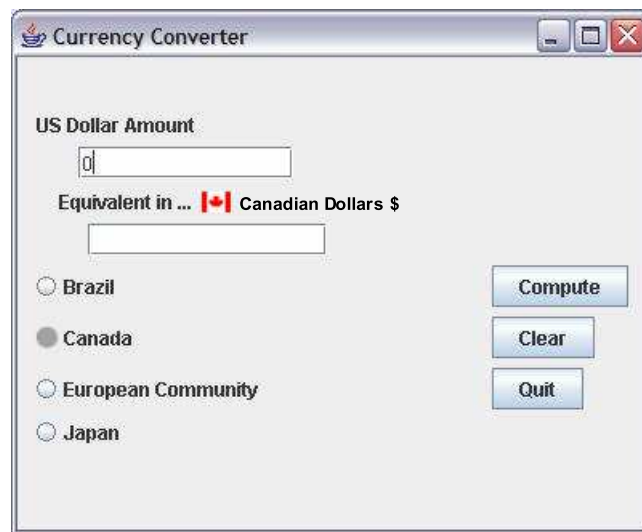 Currency Converter
US Dollar Amount
0
Equivalent in ... Canadian Dollars $
Brazil
Compute
Canada
Clear
European Community
Quit
Japan